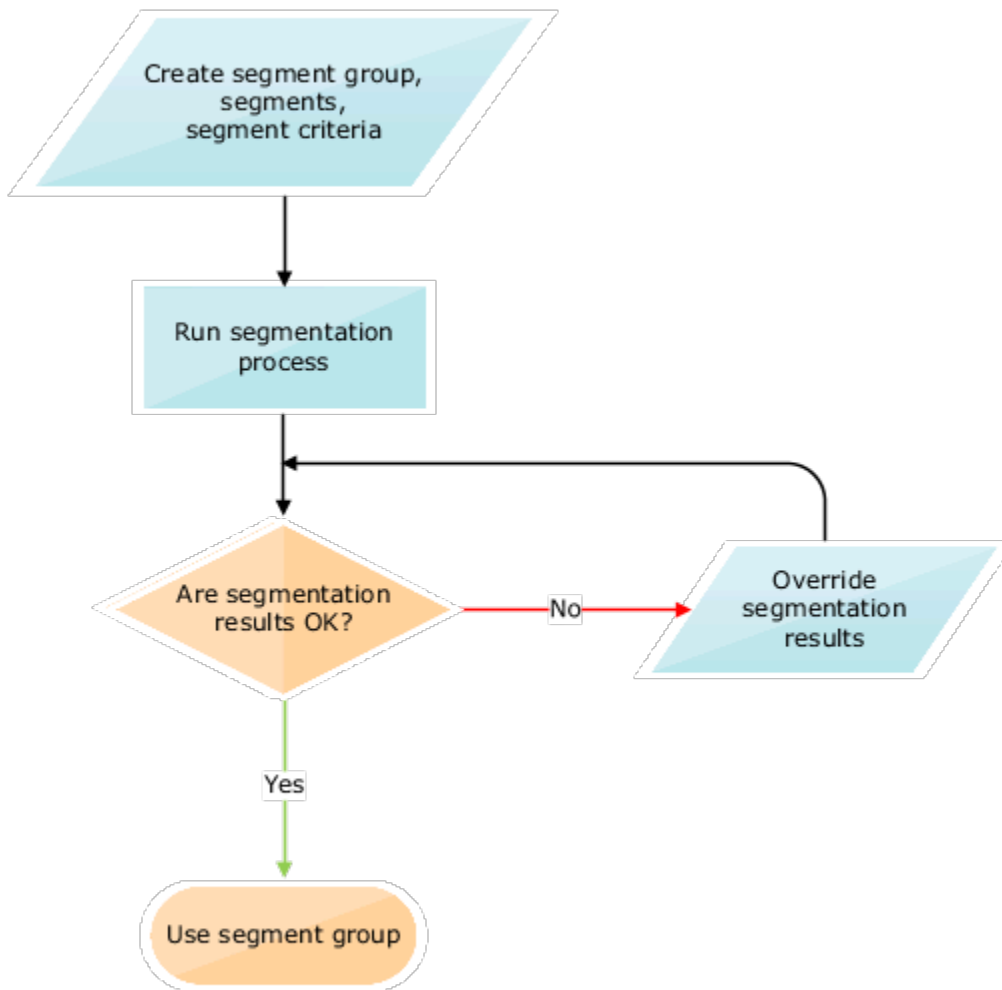 Create segment group,
segments,
segment criteria
Run segmentation
process
Are segmentation
results OK?
No
Override
segmentation
results
Yes
Use segment group